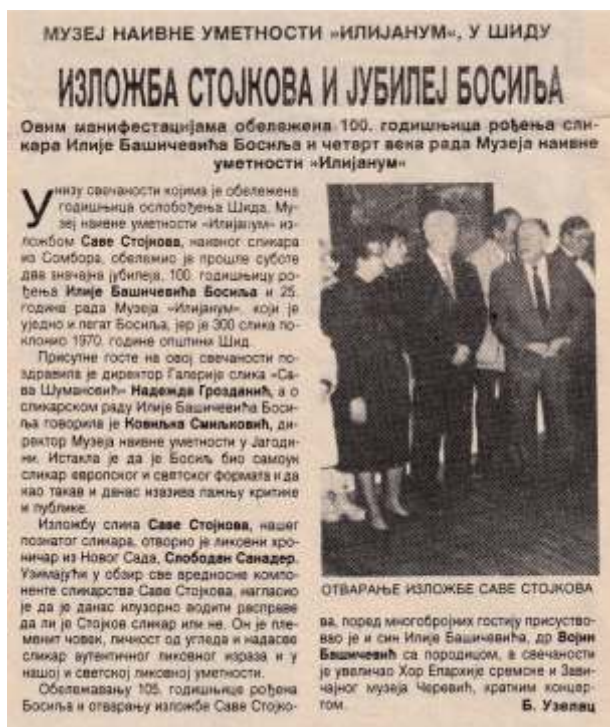 МУЗЕЈ НАИВНЕ УМЕТНОСТИ »ИЛИЈАНУМ«, У ШИДУ
ИЗЛОЖБА СТОЈКОВА И ЈУБИЛЕЈ БОСИЉА
Овим манифестацијама обележена 100. годишњица рођења сли-
кара Илије Башичевића Босиља и четврт века рада Музеја наивне
уметности »Илијанум«
У низу свечаности којима је обележена
годишњица ослобођења Шида, Му-
зеј наивне уметности »Илијанум« из-
ложбом Саве Стојкова, наивног сликара
из Сомбора, обележио је прошле суботе
два значајна јубилеја, 100. годишњицу ро-
ђења Илије Башичевића Босиља и 25.
година рада Музеја »Илијанум«, који је
уједно и легат Босиља, јер је 300 слика по-
клонио 1970. године општини Шид.
Присутне госте на овој свечаности по-
здравила је директор Галерије слика »Са-
ва Шумановић« Надежда Грозданић, а о
сликарском раду Илије Башичевића Боси-
ља говорила је Ковиљка Смиљковић, ди-
ректор Музеја наивне уметности у Јагоди-
ни. Истакла је да је Босиљ био самоук
сликар европског и светског формата и да
као такав и данас изазива пажњу критике
и публике.
Изложбу слика Саве Стојкова, нашег
познатог сликара, отворио је ликовни хро-
ничар из Новог Сада, Слободан Санадер.
Узимајући у обзир све вредносне компо-
ненте сликарства Саве Стојкова, нагласио
је да је данас илузорно водити расправе
да ли је Стојков сликар или не. Он је пле-
менит човек, личност од угледа и надасве
сликар аутентичног ликовног израза и у
нашој и светској ликовној уметности.
Обележавању 105. годишњице рођена
Босиља и отварању изложбе Саве Стојко-
ОТВАРАЊЕ ИЗЛОЖБЕ САВЕ СТОЈКОВА
ва, поред многобројних гостију присуство-
вао је и син Илије Башичевића, др Војин
Башичевић са породицом, а свечаности
је увеличао Хор Епархије сремске и Зави-
чајног музеја Черевић, кратким концер-
том.
Б. Узелац